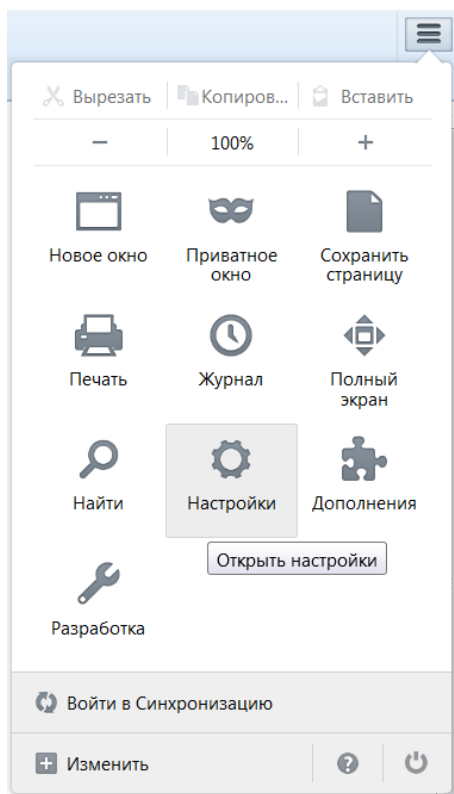 Вырезать Копиров... Вставить
− 100% +
Новое окно Приватное окно Сохранить страницу
Печать Журнал Полный экран
Найти Настройки Дополнения
Открыть настройки
Разработка
Войти в Синхронизацию
Изменить